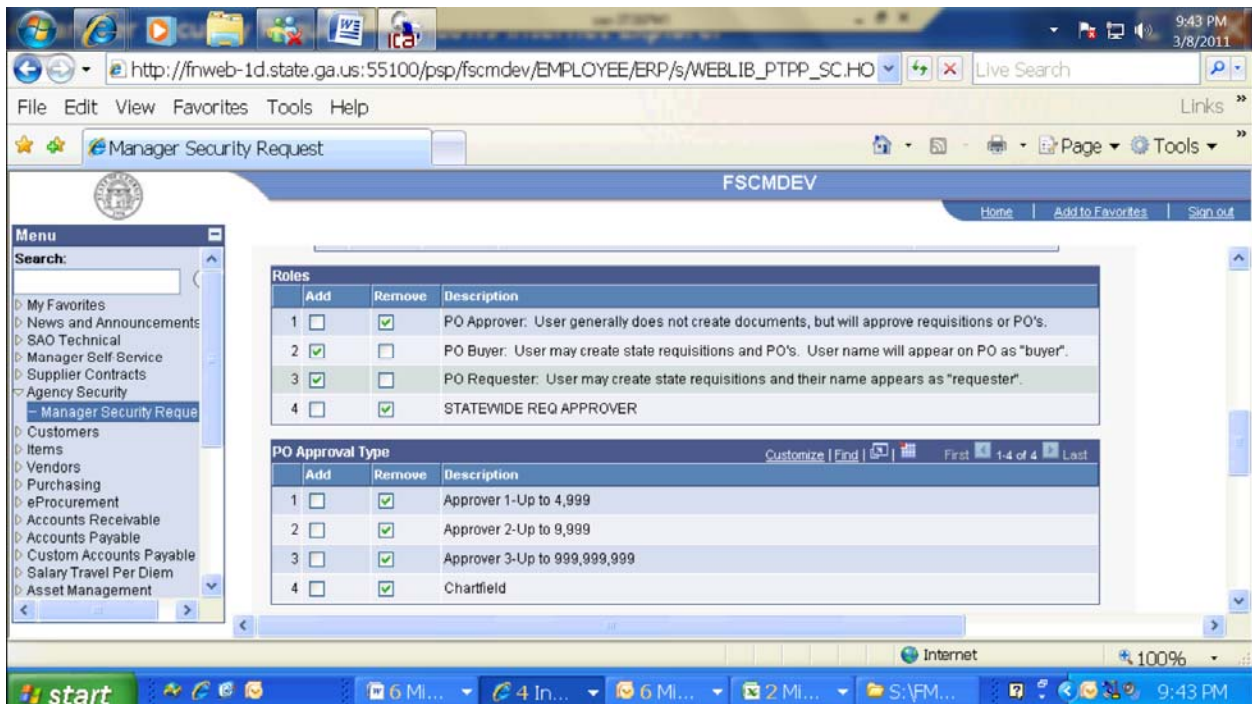 9:43 PM
3/8/2011
http://fnweb-1d.state.ga.us:55100/psp/fscmdev/EMPLOYEE/ERP/s/WEBLIB_PTPP_SC.HO
Live Search
File Edit View Favorites Tools Help
Links »
Manager Security Request
Page Tools »
FSCMDEV
Home | Add to Favorites | Sign out
Menu
Search:
My Favorites
News and Announcements
SAO Technical
Manager Self-Service
Supplier Contracts
Agency Security
– Manager Security Reque
Customers
Items
Vendors
Purchasing
eProcurement
Accounts Receivable
Accounts Payable
Custom Accounts Payable
Salary Travel Per Diem
Asset Management
Roles
Add Remove Description
1 PO Approver: User generally does not create documents, but will approve requisitions or PO's.
2 PO Buyer: User may create state requisitions and PO's. User name will appear on PO as "buyer".
3 PO Requester: User may create state requisitions and their name appears as "requester".
4 STATEWIDE REQ APPROVER
PO Approval Type
Customize | Find | First 1-4 of 4 Last
Add Remove Description
1 Approver 1-Up to 4,999
2 Approver 2-Up to 9,999
3 Approver 3-Up to 999,999,999
4 Chartfield
Internet
100%
start
6 Mi...
4 In...
6 Mi...
2 Mi...
S:\FM...
9:43 PM